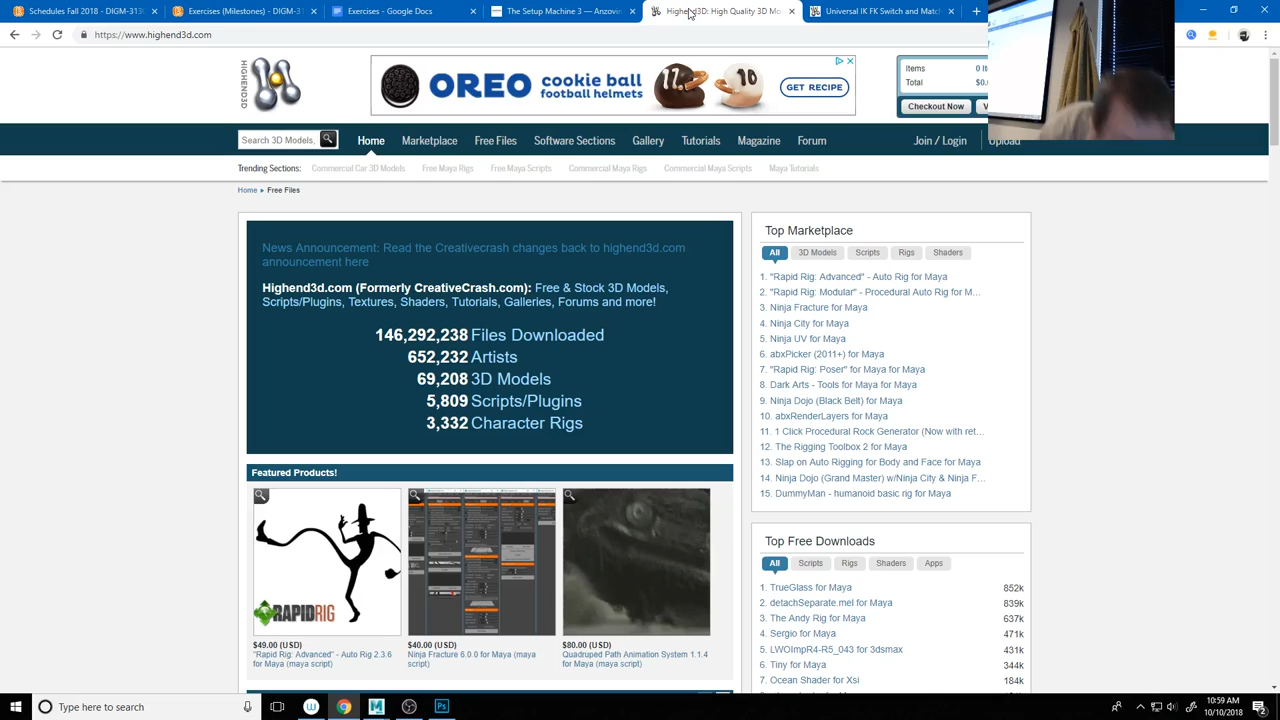 Schedules Fall 2018 - DIGM-313
Exercises (Milestones) - DIGM-31
Exercises - Google Docs
The Setup Machine 3 — Anzovin
Highend3D: High Quality 3D Mo
Universal IK FK Switch and Matc
https://www.highend3d.com
HIGHEND3D
OREO cookie ball football helmets 17 10 GET RECIPE
Items 0 It
Total $0.
Checkout Now V
Search 3D Models. Home Marketplace Free Files Software Sections Gallery Tutorials Magazine Forum Join / Login Upload
Trending Sections: Commercial Car 3D Models Free Maya Rigs Free Maya Scripts Commercial Maya Rigs Commercial Maya Scripts Maya Tutorials
Home Free Files
News Announcement: Read the Creativecrash changes back to highend3d.com
announcement here
Highend3d.com (Formerly CreativeCrash.com): Free & Stock 3D Models,
Scripts/Plugins, Textures, Shaders, Tutorials, Galleries, Forums and more!
146,292,238 Files Downloaded
652,232 Artists
69,208 3D Models
5,809 Scripts/Plugins
3,332 Character Rigs
Featured Products!
RAPIDRIG
$49.00 (USD)
"Rapid Rig: Advanced" - Auto Rig 2.3.6
for Maya (maya script)
$40.00 (USD)
Ninja Fracture 6.0.0 for Maya (maya
script)
$80.00 (USD)
Quadruped Path Animation System 1.1.4
for Maya (maya script)
Top Marketplace
All 3D Models Scripts Rigs Shaders
1. "Rapid Rig: Advanced" - Auto Rig for Maya
2. "Rapid Rig: Modular" - Procedural Auto Rig for M...
3. Ninja Fracture for Maya
4. Ninja City for Maya
5. Ninja UV for Maya
6. abxPicker (2011+) for Maya
7. "Rapid Rig: Poser" for Maya for Maya
8. Dark Arts - Tools for Maya for Maya
9. Ninja Dojo (Black Belt) for Maya
10. abxRenderLayers for Maya
11. 1 Click Procedural Rock Generator (Now with ret...
12. The Rigging Toolbox 2 for Maya
13. Slap on Auto Rigging for Body and Face for Maya
14. Ninja Dojo (Grand Master) w/Ninja City & Ninja F...
15. DummyMan - humanoid basic rig for Maya
Top Free Downloads
All Scripts Rigs Shaders Apps
1. TrueGlass for Maya 852k
2. detachSeparate.mel for Maya 839k
3. The Andy Rig for Maya 637k
4. Sergio for Maya 471k
5. LWOImpR4-R5_043 for 3dsmax 431k
6. Tiny for Maya 344k
7. Ocean Shader for Xsi 184k
Type here to search
10:59 AM
10/10/2018
2